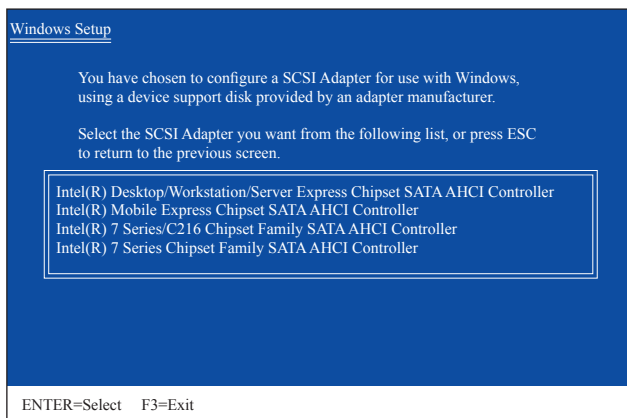 Windows Setup
You have chosen to configure a SCSI Adapter for use with Windows,
using a device support disk provided by an adapter manufacturer.
Select the SCSI Adapter you want from the following list, or press ESC
to return to the previous screen.
Intel(R) Desktop/Workstation/Server Express Chipset SATA AHCI Controller
Intel(R) Mobile Express Chipset SATA AHCI Controller
Intel(R) 7 Series/C216 Chipset Family SATA AHCI Controller
Intel(R) 7 Series Chipset Family SATA AHCI Controller
ENTER=Select F3=Exit